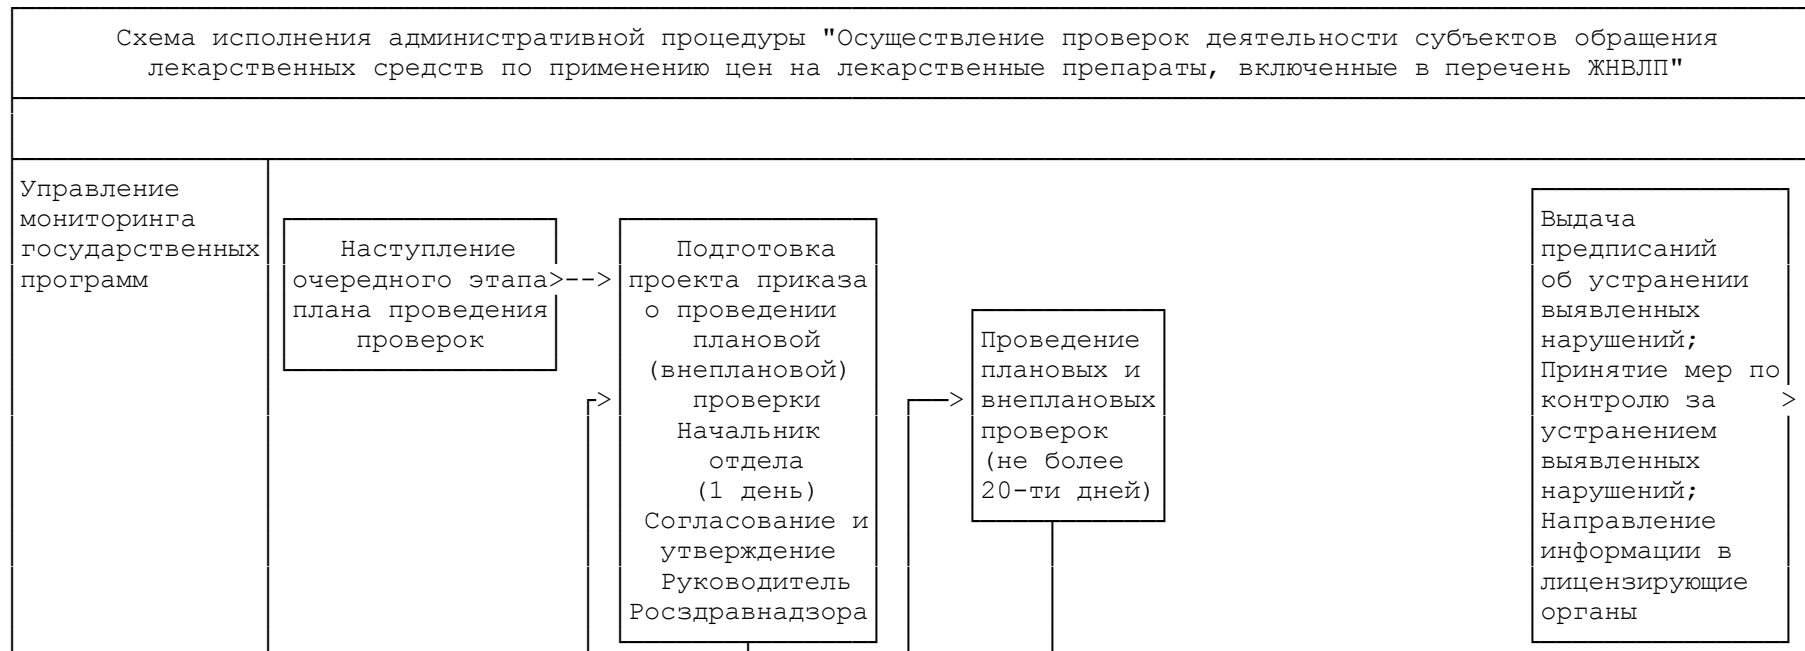 Схема исполнения административной процедуры "Осуществление проверок деятельности субъектов обращения
лекарственных средств по применению цен на лекарственные препараты, включенные в перечень ЖНВЛП"
Управление
мониторинга
государственных
программ
Наступление
очередного этапа>-->
плана проведения
проверок
Подготовка
проекта приказа
о проведении
плановой
(внеплановой)
проверки
Начальник
отдела
(1 день)
Согласование и
утверждение
Руководитель
Росздравнадзора
Проведение
плановых и
внеплановых
проверок
(не более
20-ти дней)
Выдача
предписаний
об устранении
выявленных
нарушений;
Принятие мер по
контролю за
устранением
выявленных
нарушений;
Направление
информации в
лицензирующие
органы